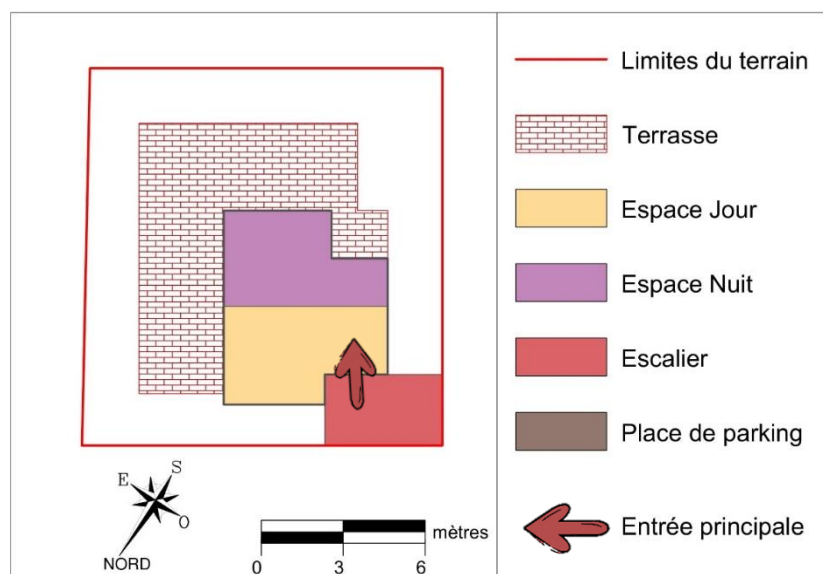 Limites du terrain
Terrasse
Espace Jour
Espace Nuit
Escalier
Place de parking
Entrée principale
S
E
O
NORD
mètres
0 3 6